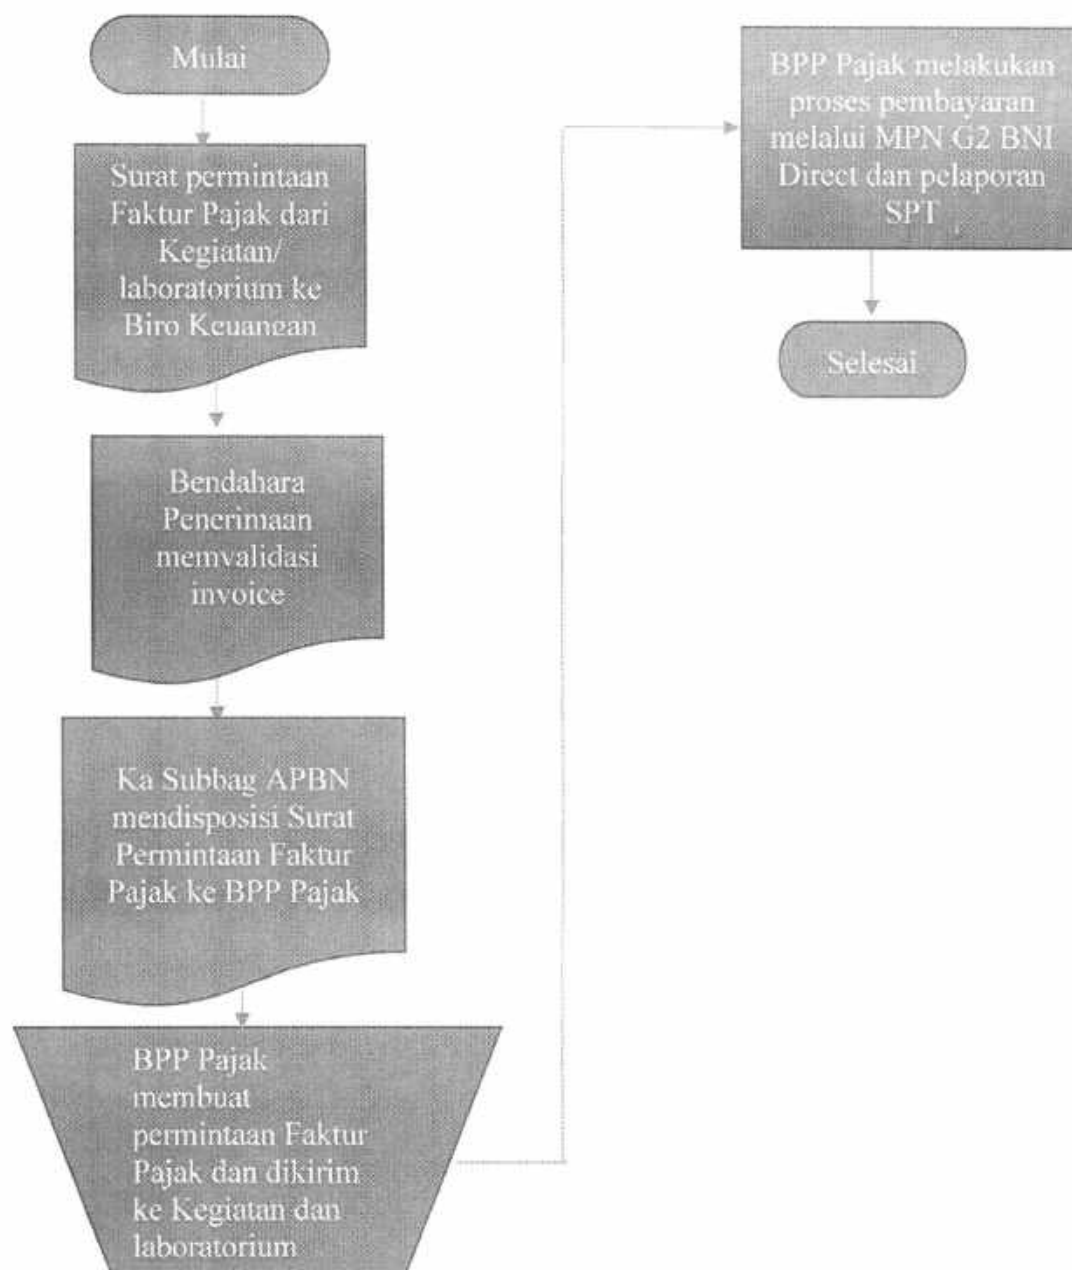 Mulai
Surat permintaan
Faktur Pajak dari
Kegiatan/
laboratorium ke
Biro Keuangan
Bendahara
Penerimaan
memvalidasi
invoice
Ka Subbag APBN
mendisposisi Surat
Permintaan Faktur
Pajak ke BPP Pajak
BPP Pajak
membuat
permintaan Faktur
Pajak dan dikirim
ke Kegiatan dan
laboratorium
BPP Pajak melakukan
proses pembayaran
melalui MPN G2 BNI
Direct dan pelaporan
SPT
Selesai